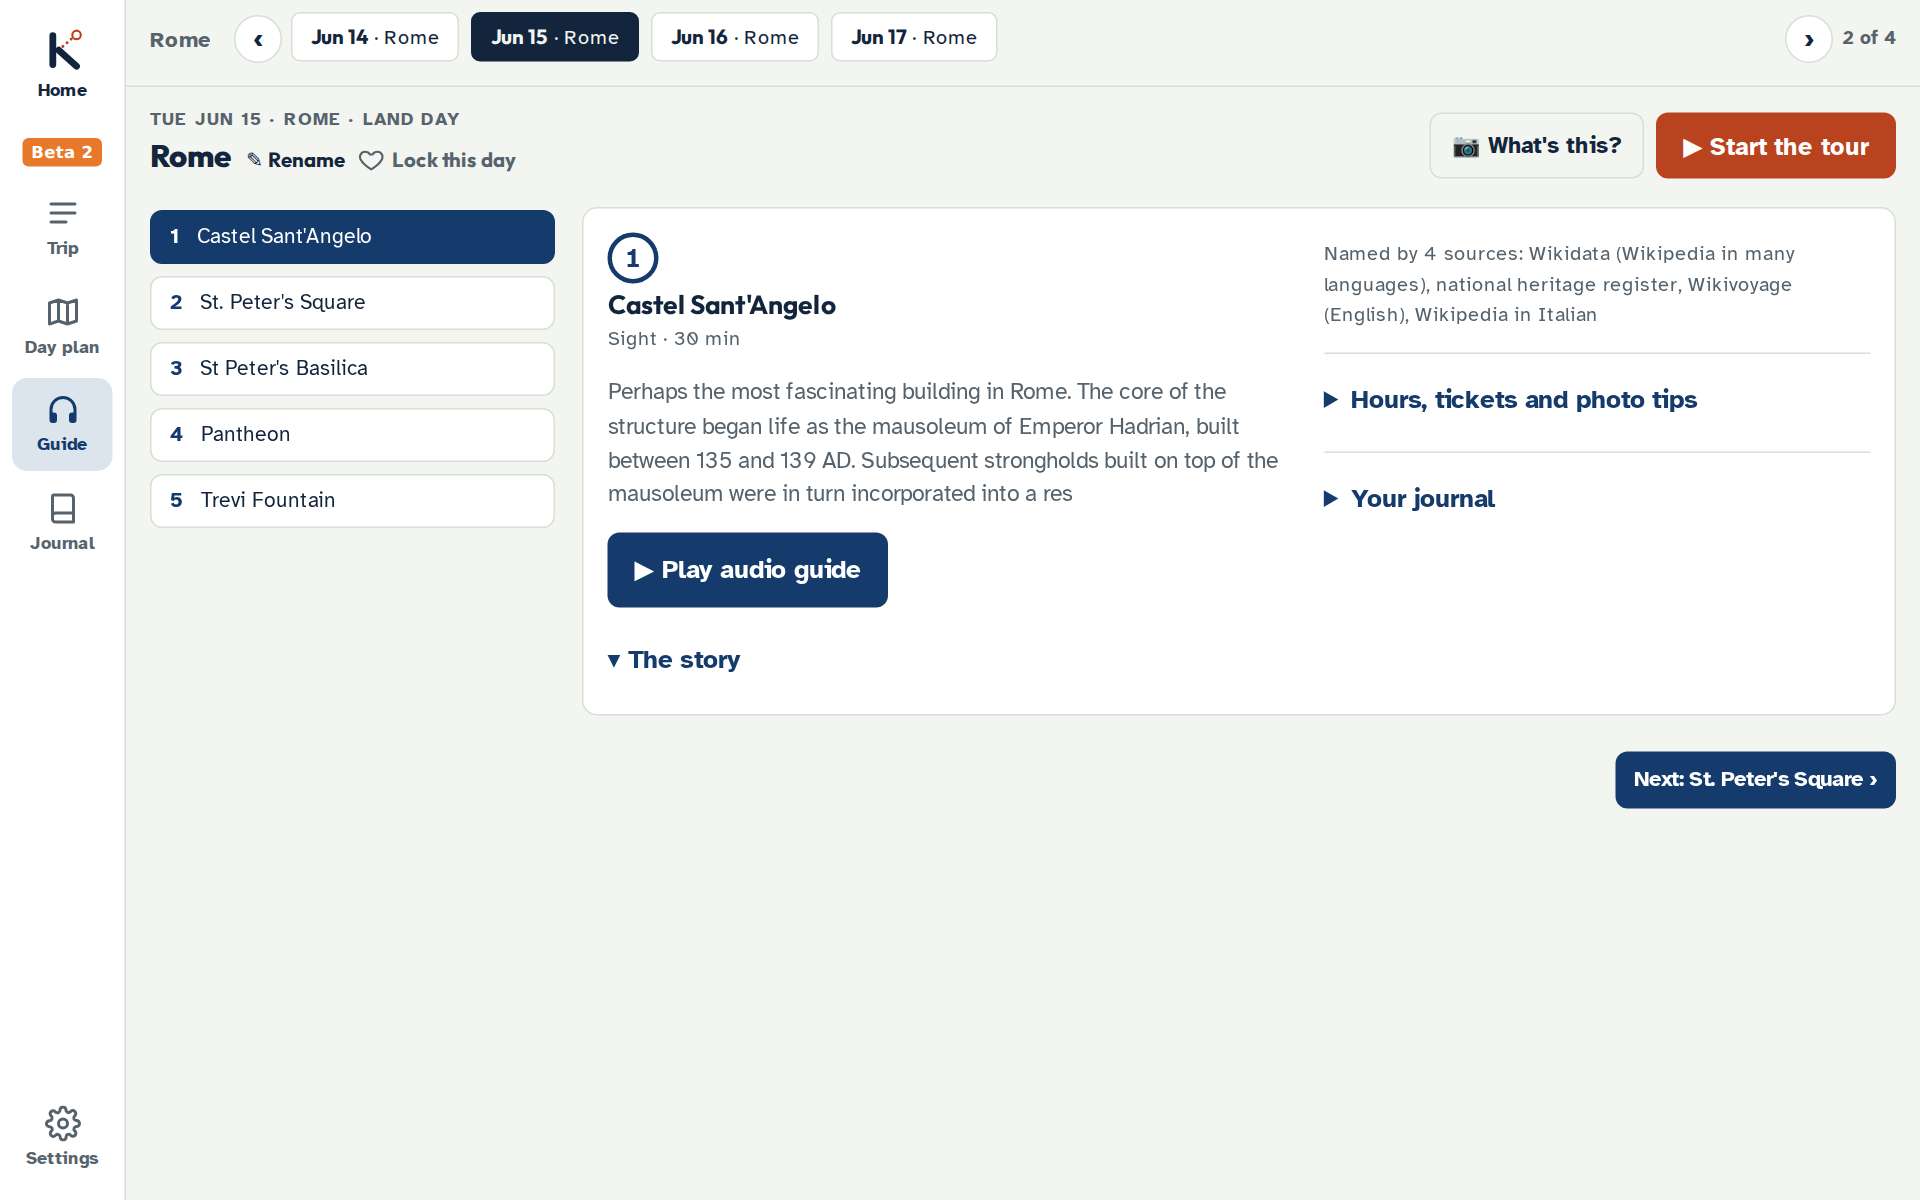 Home
Beta 2
Trip
Day plan
Guide
Journal
Settings
Rome
‹
Jun 14 · Rome
Jun 15 · Rome
Jun 16 · Rome
Jun 17 · Rome
›
2 of 4
TUE JUN 15 · ROME · LAND DAY
Rome ✎ Rename Lock this day
What's this?
▶ Start the tour
1 Castel Sant'Angelo
2 St. Peter's Square
3 St Peter's Basilica
4 Pantheon
5 Trevi Fountain
1
Castel Sant'Angelo
Sight · 30 min
Perhaps the most fascinating building in Rome. The core of the
structure began life as the mausoleum of Emperor Hadrian, built
between 135 and 139 AD. Subsequent strongholds built on top of the
mausoleum were in turn incorporated into a res
▶ Play audio guide
▾ The story
Named by 4 sources: Wikidata (Wikipedia in many
languages), national heritage register, Wikivoyage
(English), Wikipedia in Italian
▶ Hours, tickets and photo tips
▶ Your journal
Next: St. Peter's Square ›